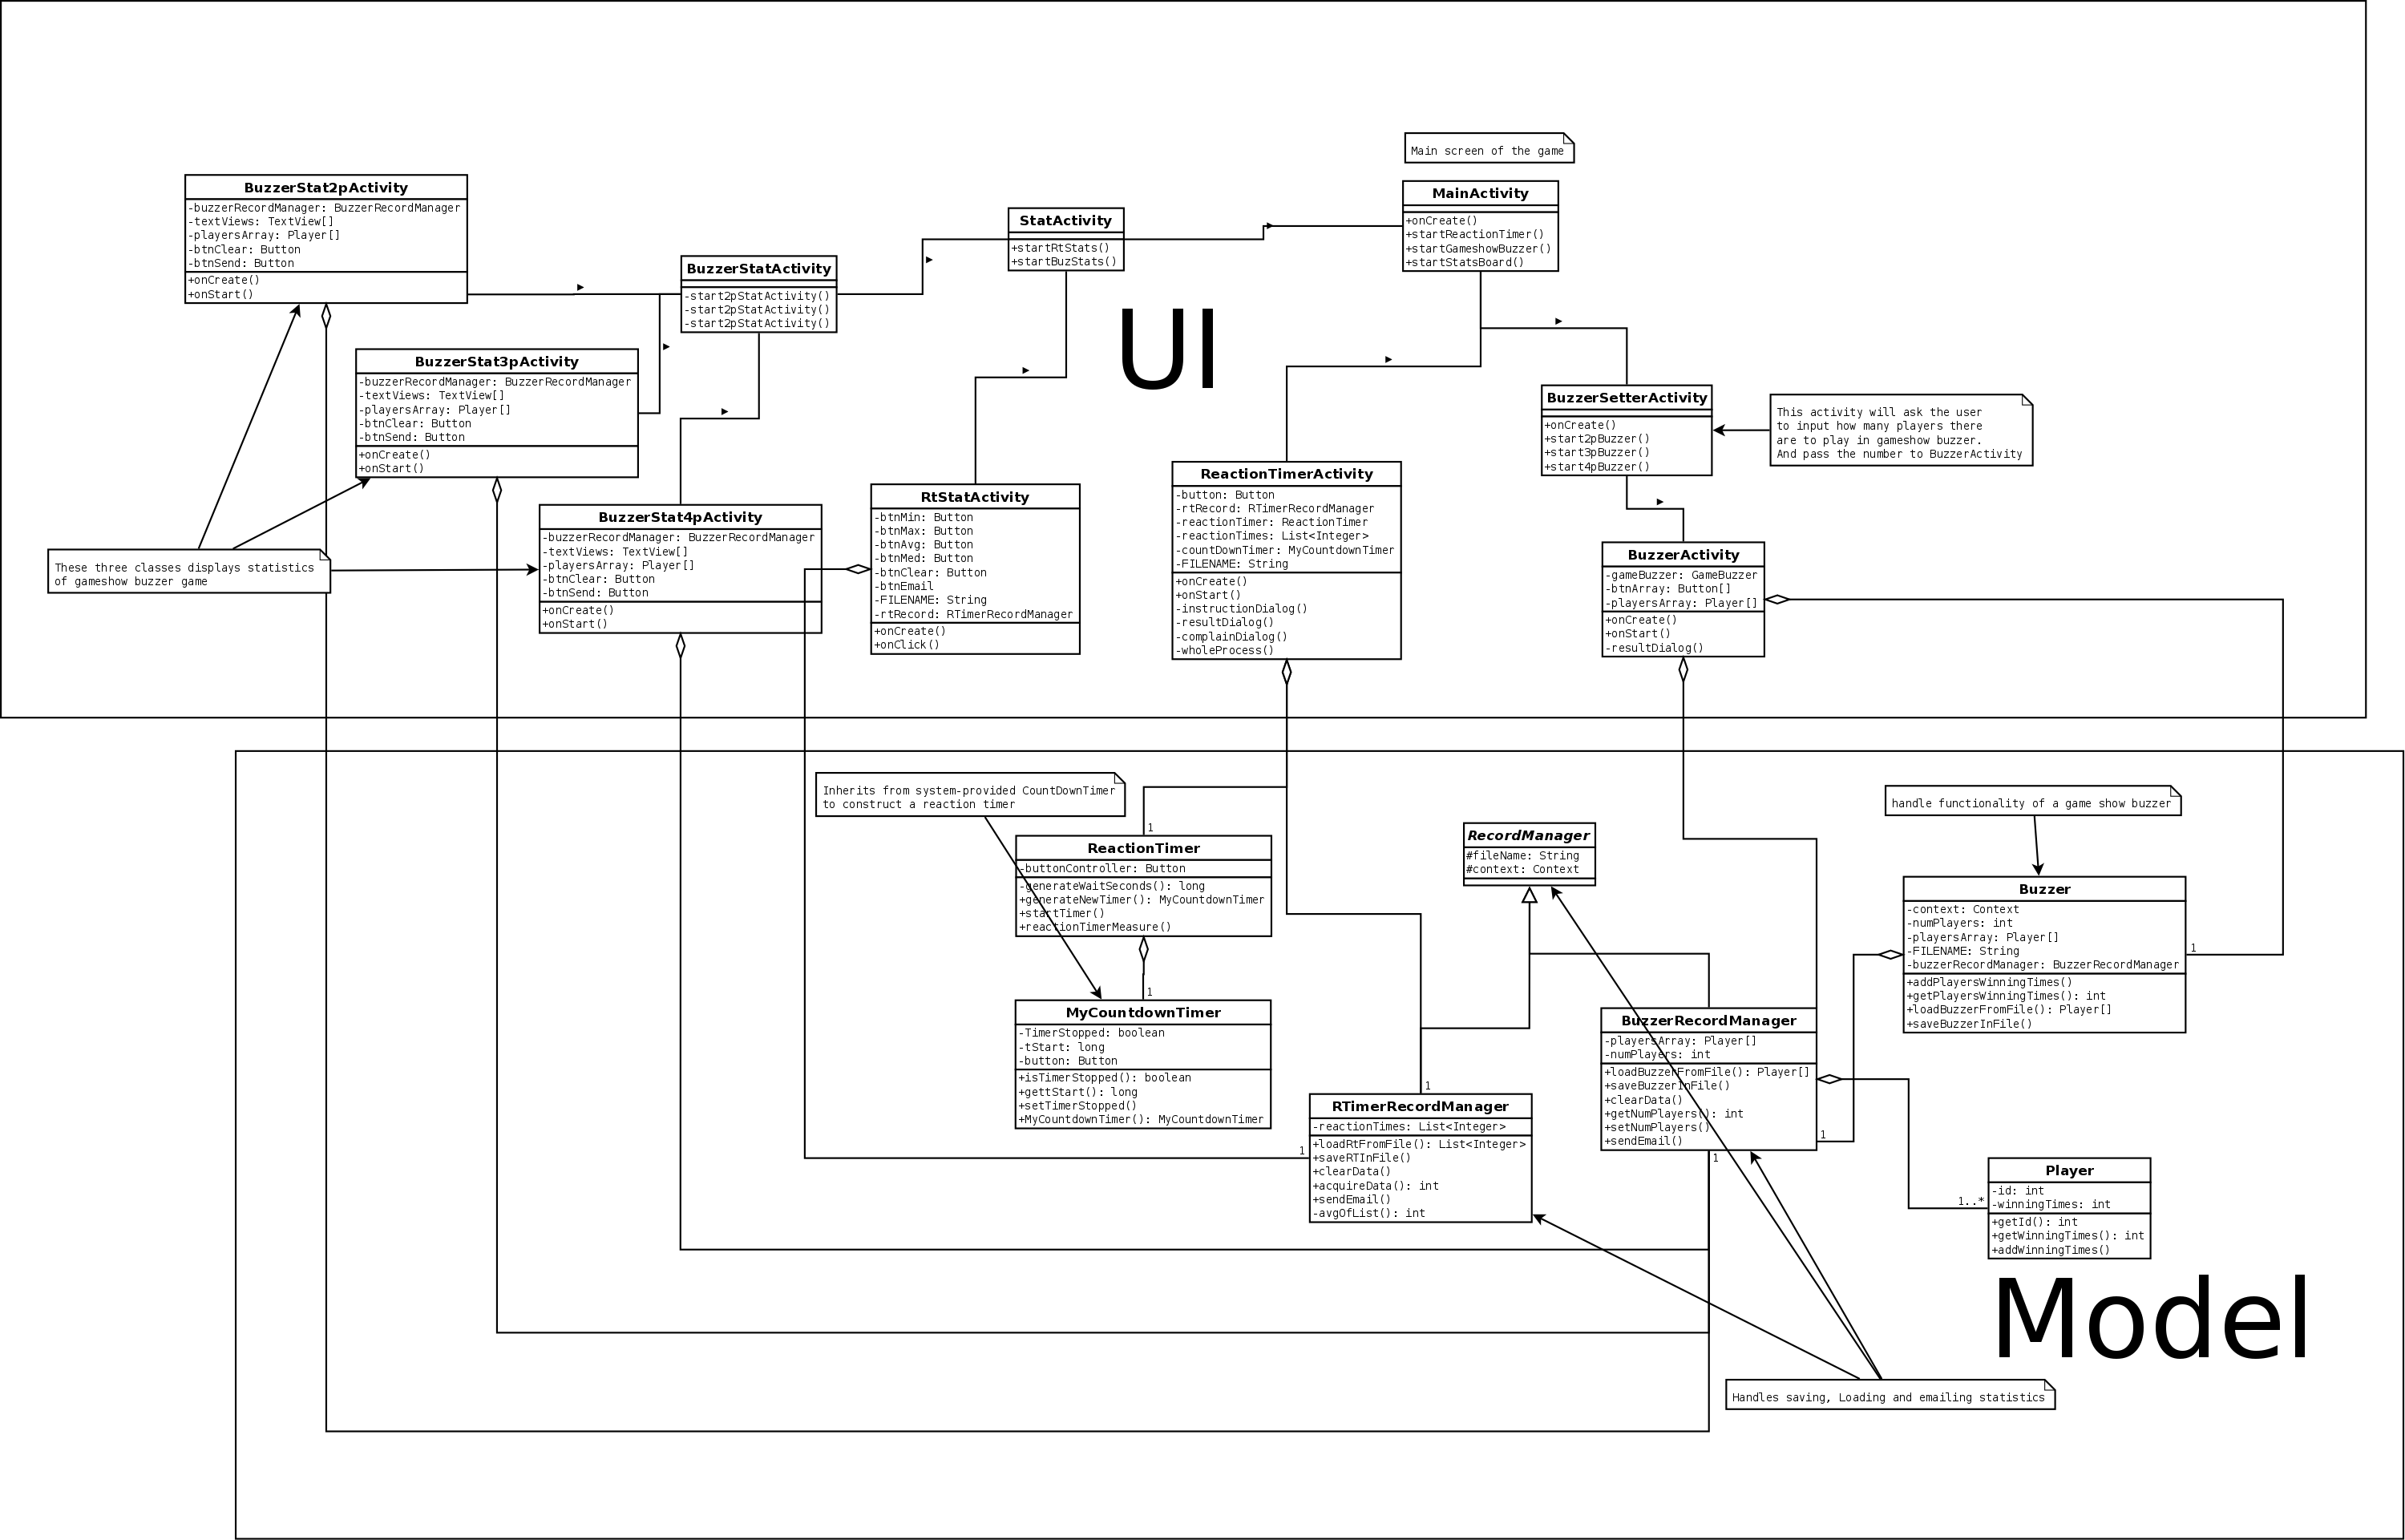 Main screen of the game
BuzzerStat2pActivity
-buzzerRecordManager: BuzzerRecordManager
-textViews: TextView[]
-playersArray: Player[]
-btnClear: Button
-btnSend: Button
+onCreate()
+onStart()
MainActivity
+onCreate()
+startReactionTimer()
+startGameshowBuzzer()
+startStatsBoard()
StatActivity
+startRtStats()
+startBuzStats()
BuzzerStatActivity
-start2pStatActivity()
-start2pStatActivity()
-start2pStatActivity()
UI
BuzzerStat3pActivity
-buzzerRecordManager: BuzzerRecordManager
-textViews: TextView[]
-playersArray: Player[]
-btnClear: Button
-btnSend: Button
+onCreate()
+onStart()
BuzzerSetterActivity
+onCreate()
+start2pBuzzer()
+start3pBuzzer()
+start4pBuzzer()
This activity will ask the user
to input how many players there
are to play in gameshow buzzer.
And pass the number to BuzzerActivity
These three classes displays statistics
of gameshow buzzer game
BuzzerStat4pActivity
-buzzerRecordManager: BuzzerRecordManager
-textViews: TextView[]
-playersArray: Player[]
-btnClear: Button
-btnSend: Button
+onCreate()
+onStart()
RtStatActivity
-btnMin: Button
-btnMax: Button
-btnAvg: Button
-btnMed: Button
-btnClear: Button
-btnEmail
-FILENAME: String
-rtRecord: RTimerRecordManager
+onCreate()
+onClick()
ReactionTimerActivity
-button: Button
-rtRecord: RTimerRecordManager
-reactionTimer: ReactionTimer
-reactionTimes: List<Integer>
-countDownTimer: MyCountdownTimer
-FILENAME: String
+onCreate()
+onStart()
-instructionDialog()
-resultDialog()
-complainDialog()
-wholeProcess()
BuzzerActivity
-gameBuzzer: GameBuzzer
-btnArray: Button[]
-playersArray: Player[]
+onCreate()
+onStart()
-resultDialog()
Inherits from system-provided CountDownTimer
to construct a reaction timer
handle functionality of a game show buzzer
1
ReactionTimer
-buttonController: Button
-generateWaitSeconds(): long
+generateNewTimer(): MyCountdownTimer
+startTimer()
+reactionTimerMeasure()
RecordManager
#fileName: String
#context: Context
Buzzer
-context: Context
-numPlayers: int
-playersArray: Player[]
-FILENAME: String
-buzzerRecordManager: BuzzerRecordManager
+addPlayersWinningTimes()
+getPlayersWinningTimes(): int
+loadBuzzerFromFile(): Player[]
+saveBuzzerInFile()
1
1
MyCountdownTimer
-TimerStopped: boolean
-tStart: long
-button: Button
+isTimerStopped(): boolean
+gettStart(): long
+setTimerStopped()
+MyCountdownTimer(): MyCountdownTimer
BuzzerRecordManager
-playersArray: Player[]
-numPlayers: int
+loadBuzzerFromFile(): Player[]
+saveBuzzerInFile()
+clearData()
+getNumPlayers(): int
+setNumPlayers()
+sendEmail()
1
1
1
RTimerRecordManager
-reactionTimes: List<Integer>
+loadRtFromFile(): List<Integer>
+saveRTInFile()
+clearData()
+acquireData(): int
+sendEmail()
-avgOfList(): int
1
1..*
Player
-id: int
-winningTimes: int
+getId(): int
+getWinningTimes(): int
+addWinningTimes()
Model
Handles saving, Loading and emailing statistics